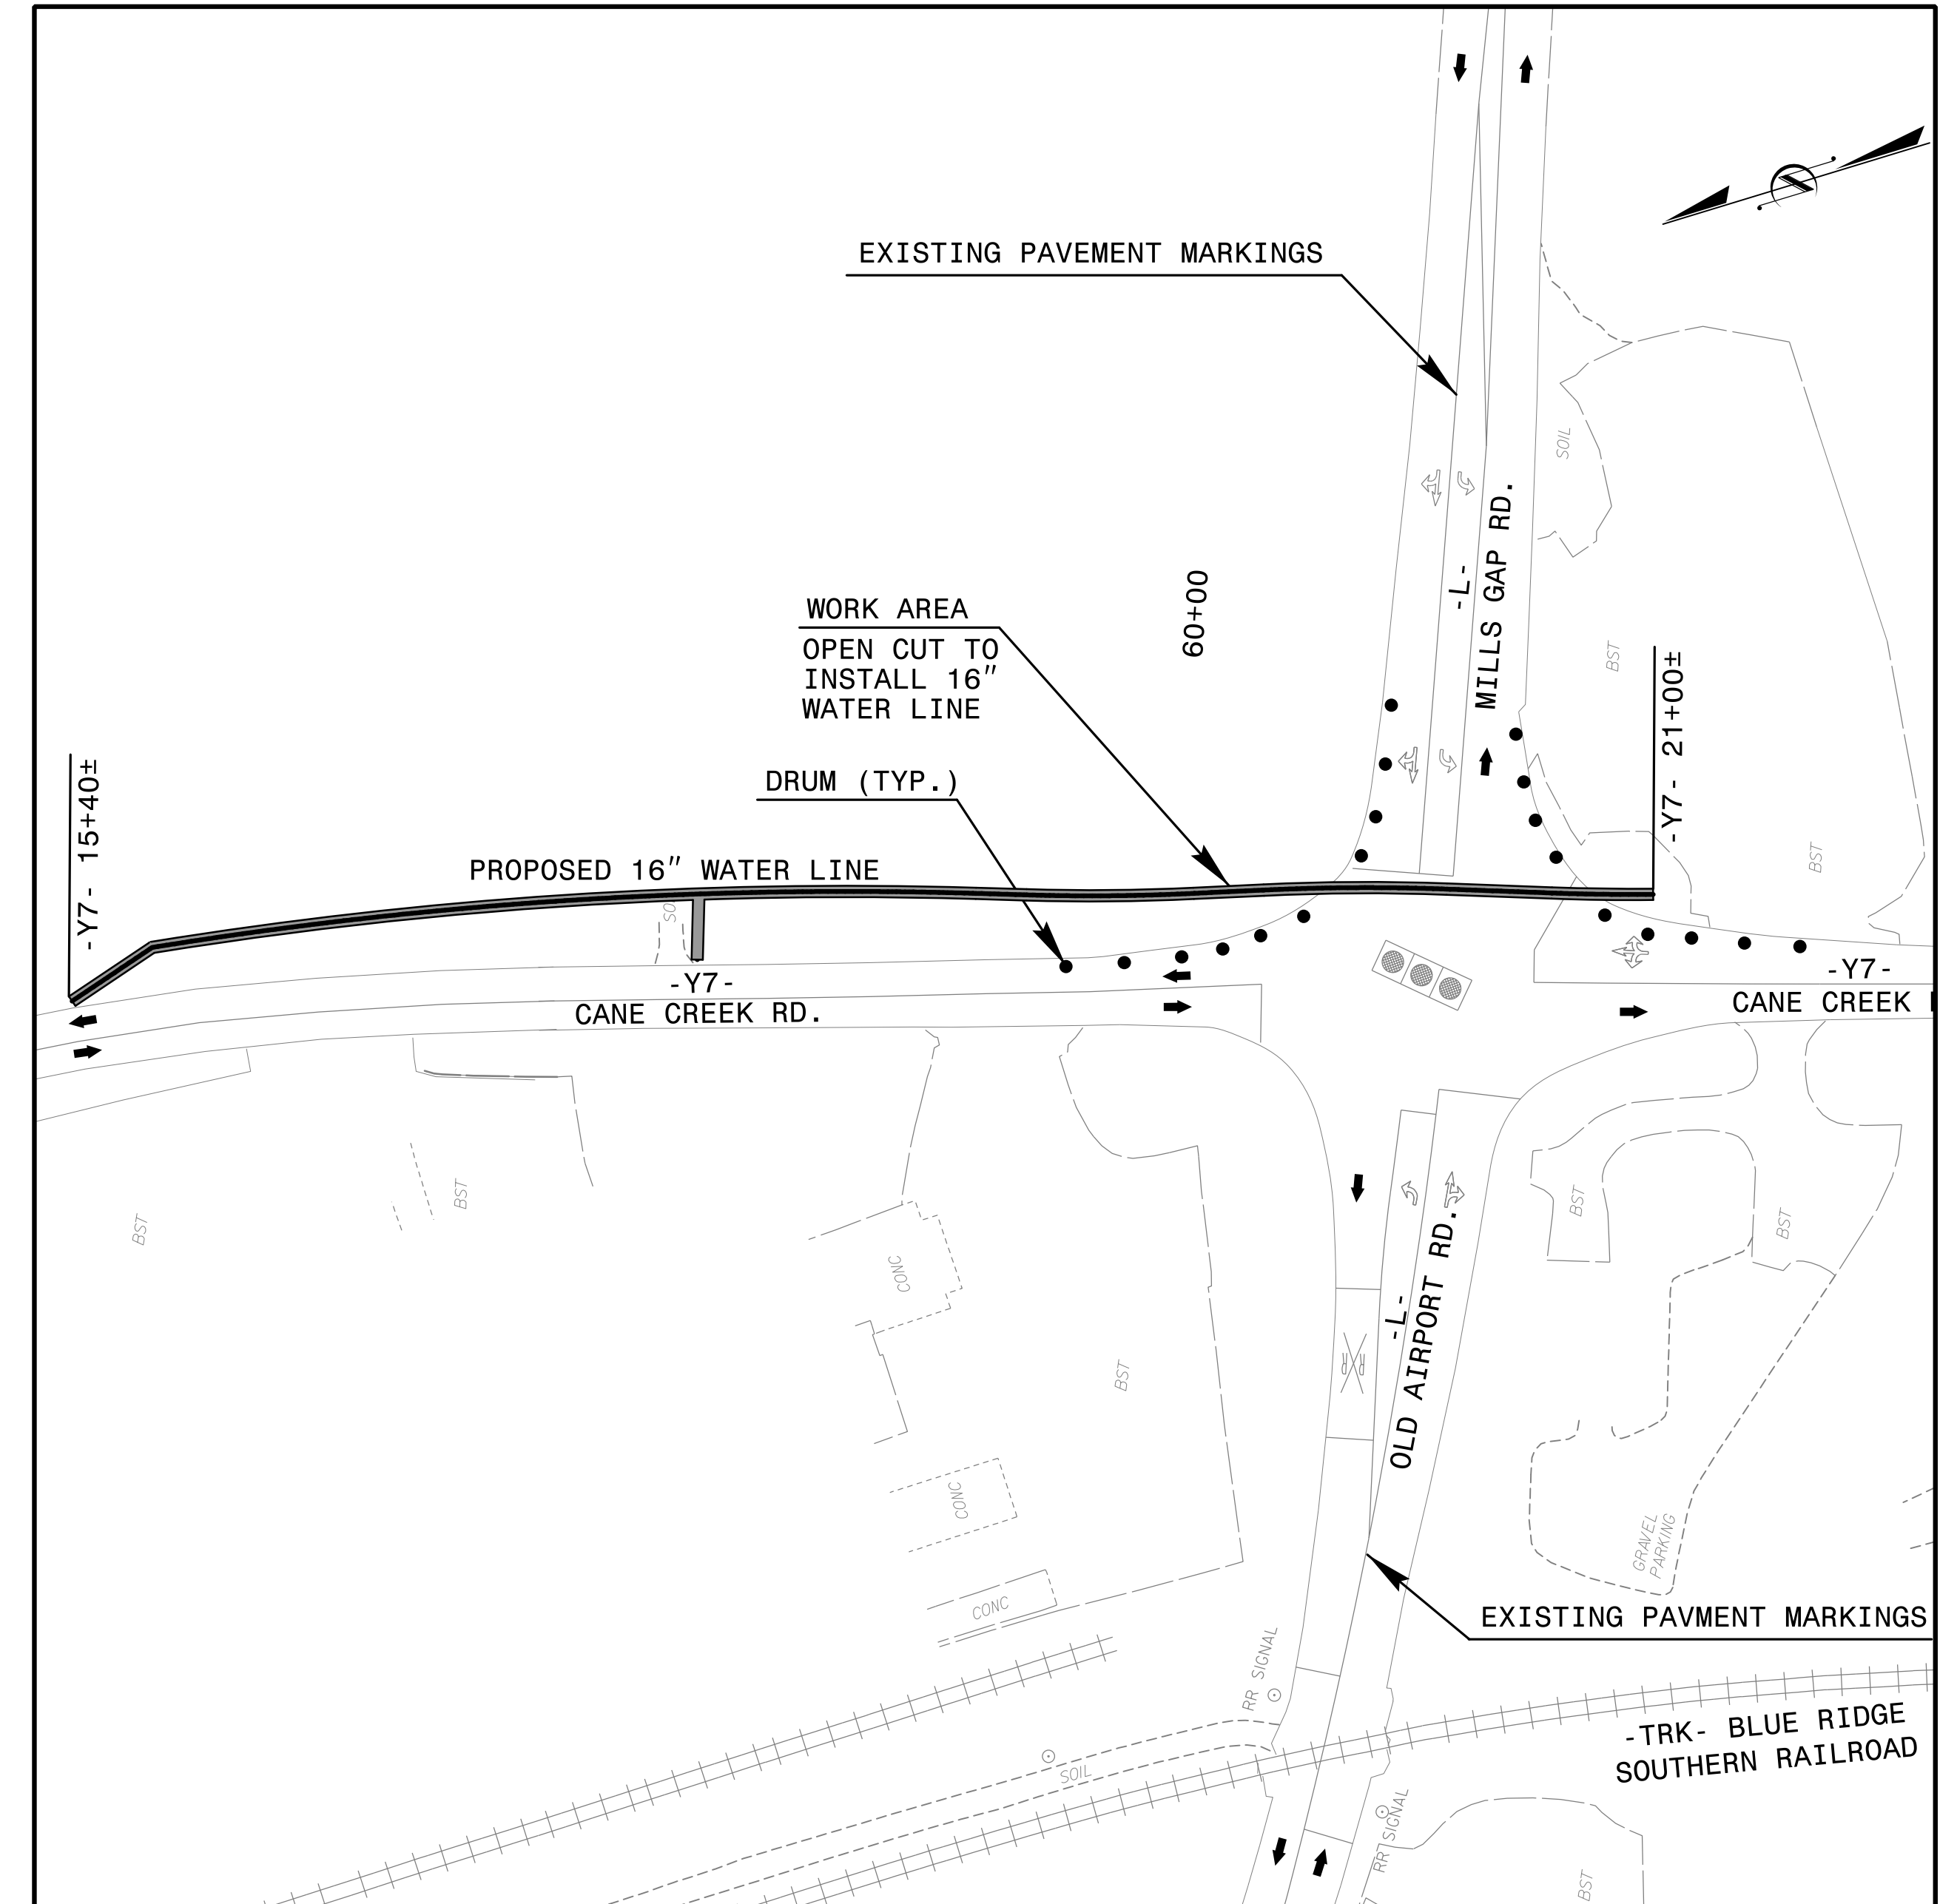 EXISTING PAVEMENT MARKINGS
SOIL
-L-
MILLS GAP RD.
60+00
WORK AREA
OPEN CUT TO
INSTALL 16"
WATER LINE
BST
-Y7- 21+00±
-Y7- 15+40±
DRUM (TYP.)
BST
PROPOSED 16" WATER LINE
SO
-Y7-
CANE CREEK RD.
-Y7-
CANE CREEK
BST
BST
BST
BST
CONC
-L-
OLD AIRPORT RD.
RR
BST
CONC
GRAVEL
PARKING
CONC
EXISTING PAVMENT MARKINGS
RR SIGNAL
-TRK- BLUE RIDGE
SOUTHERN RAILROAD
SOIL
RR SIGNAL
BST